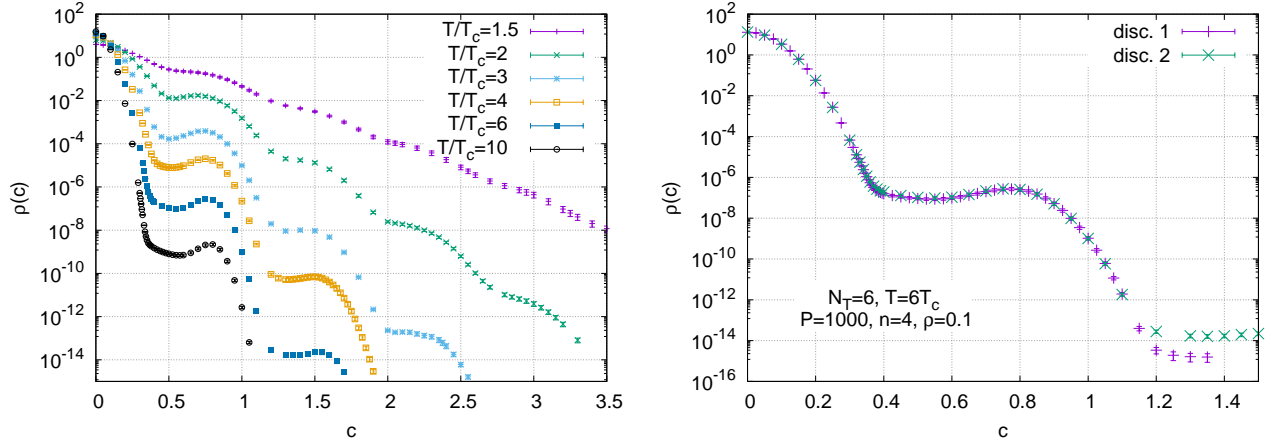 T/T_c=1.5
T/T_c=2
T/T_c=3
T/T_c=4
T/T_c=6
T/T_c=10
10^2
10^0
10^-2
10^-4
10^-6
10^-8
10^-10
10^-12
10^-14
ρ(c)
0 0.5 1 1.5 2 2.5 3 3.5
c
disc. 1
disc. 2
10^2
10^0
10^-2
10^-4
10^-6
10^-8
10^-10
10^-12
10^-14
10^-16
ρ(c)
N_T=6, T=6T_c
P=1000, n=4, ρ=0.1
0 0.2 0.4 0.6 0.8 1 1.2 1.4
c